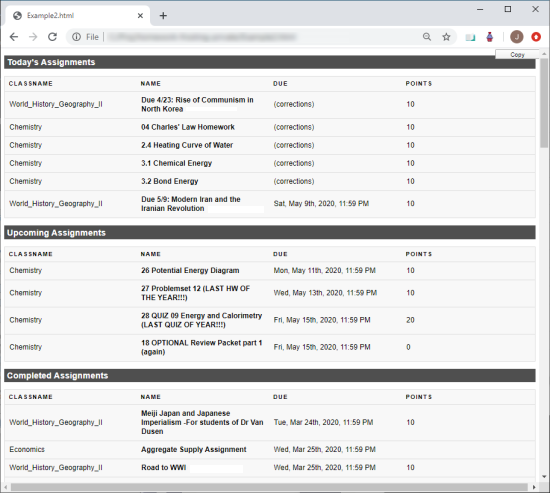 Example2.html
File
Copy
Today's Assignments
CLASSNAME NAME DUE POINTS
World_History_Geography_II Due 4/23: Rise of Communism in North Korea (corrections) 10
Chemistry 04 Charles' Law Homework (corrections) 10
Chemistry 2.4 Heating Curve of Water (corrections) 10
Chemistry 3.1 Chemical Energy (corrections) 10
Chemistry 3.2 Bond Energy (corrections) 10
World_History_Geography_II Due 5/9: Modern Iran and the Iranian Revolution Sat, May 9th, 2020, 11:59 PM 10
Upcoming Assignments
CLASSNAME NAME DUE POINTS
Chemistry 26 Potential Energy Diagram Mon, May 11th, 2020, 11:59 PM 10
Chemistry 27 Problemset 12 (LAST HW OF THE YEAR!!!) Wed, May 13th, 2020, 11:59 PM 10
Chemistry 28 QUIZ 09 Energy and Calorimetry (LAST QUIZ OF YEAR!!!) Fri, May 15th, 2020, 11:59 PM 20
Chemistry 18 OPTIONAL Review Packet part 1 (again) Fri, May 15th, 2020, 11:59 PM 0
Completed Assignments
CLASSNAME NAME DUE POINTS
World_History_Geography_II Meiji Japan and Japanese Imperialism -For students of Dr Van Dusen Tue, Mar 24th, 2020, 11:59 PM 10
Economics Aggregate Supply Assignment Wed, Mar 25th, 2020, 11:59 PM
World_History_Geography_II Road to WWI Wed, Mar 25th, 2020, 11:59 PM 10